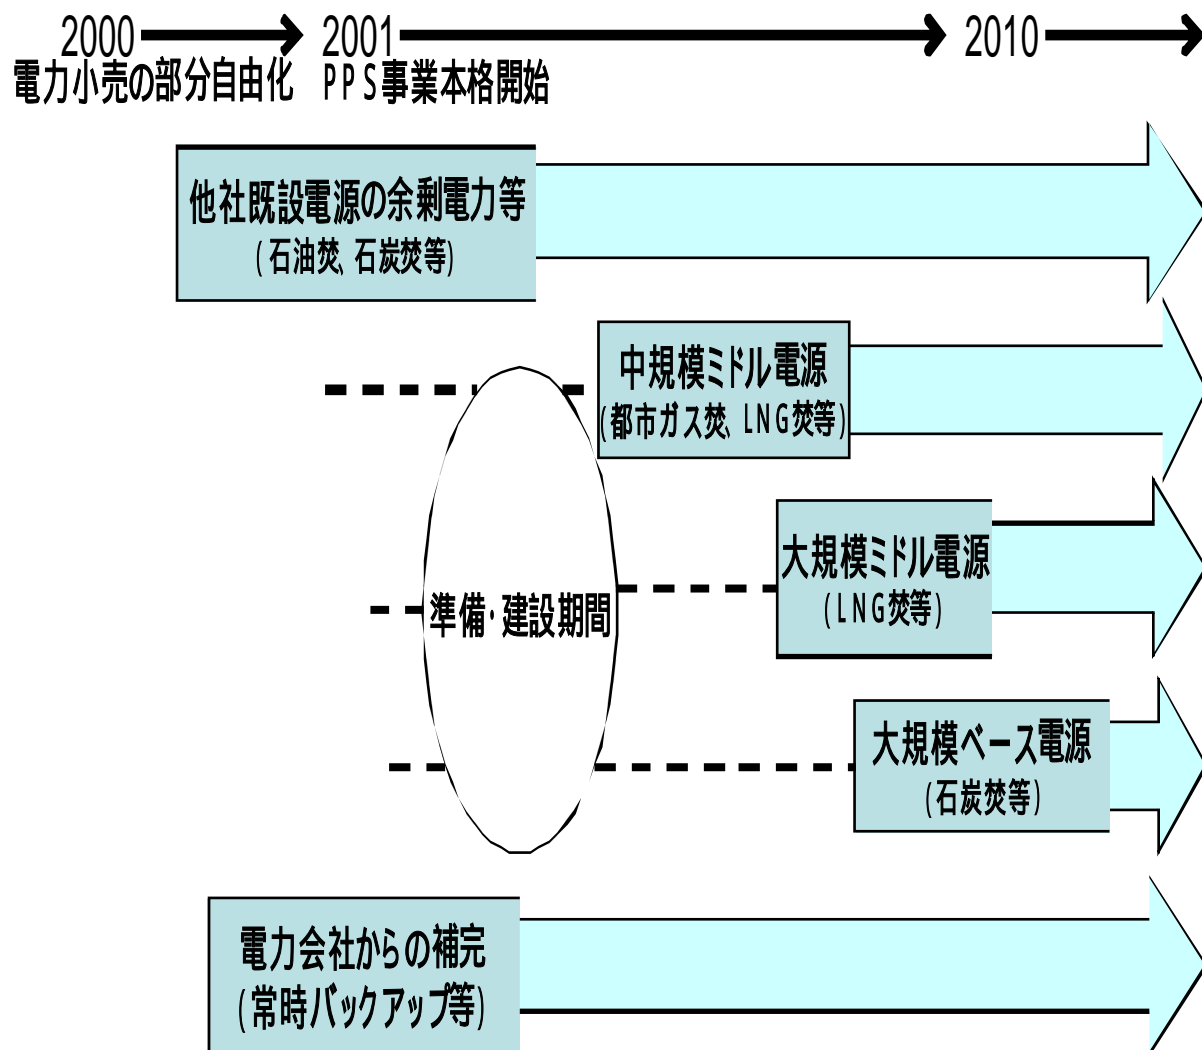 2000 2001 2010
電力小売の部分自由化 PPS事業本格開始
他社既設電源の余剰電力等
(石油焚、石炭焚等)
中規模ミドル電源
(都市ガス焚、LNG焚等)
大規模ミドル電源
(LNG焚等)
準備・建設期間
大規模ベース電源
(石炭焚等)
電力会社からの補完
(常時バックアップ等)